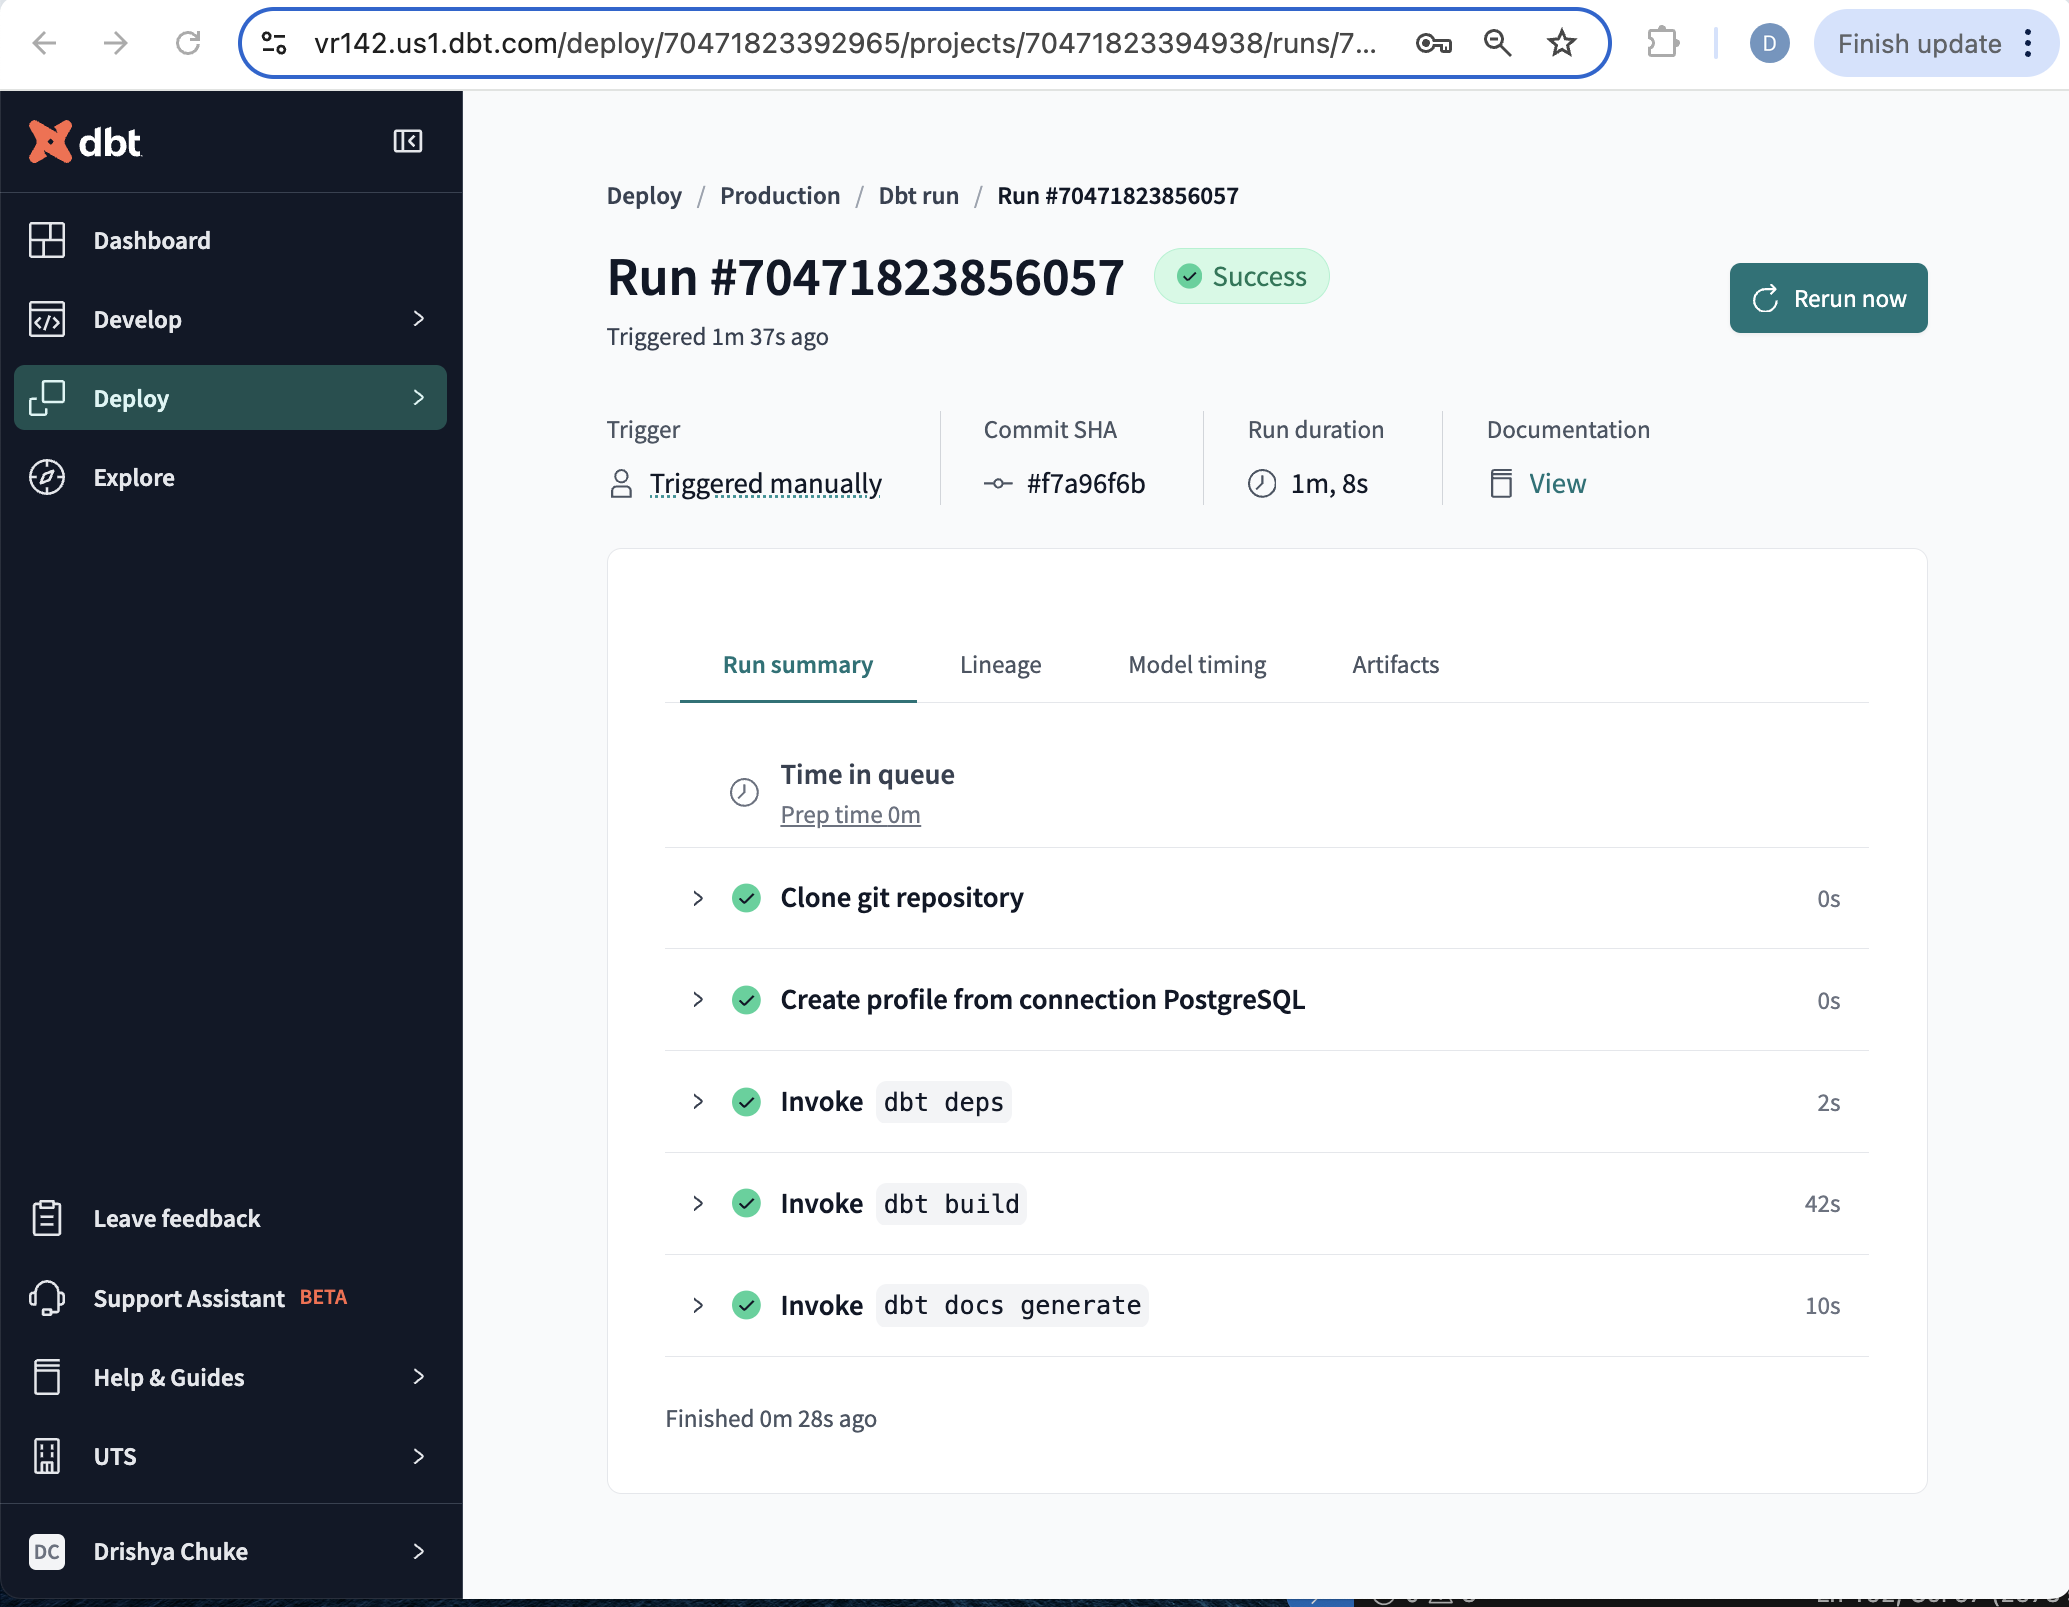 vr142.us1.dbt.com/deploy/70471823392965/projects/70471823394938/runs/7...
D
Finish update
dbt
Dashboard
Develop
Deploy
Explore
Leave feedback
Support Assistant BETA
Help & Guides
UTS
DC Drishya Chuke
Deploy / Production / Dbt run / Run #70471823856057
Run #70471823856057
Success
Triggered 1m 37s ago
Rerun now
Trigger
Triggered manually
Commit SHA
#f7a96f6b
Run duration
1m, 8s
Documentation
View
Run summary
Lineage
Model timing
Artifacts
Time in queue
Prep time 0m
Clone git repository 0s
Create profile from connection PostgreSQL 0s
Invoke dbt deps 2s
Invoke dbt build 42s
Invoke dbt docs generate 10s
Finished 0m 28s ago